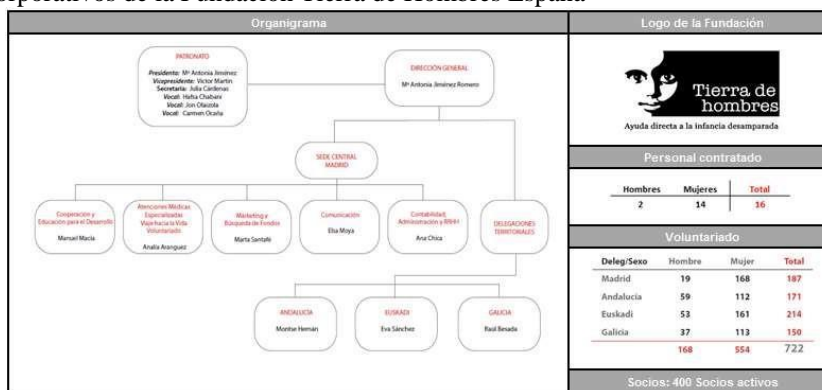 orporativos de la Fundación Tierra de Hombres España
Organigrama
PATRONATO
Presidenta: Mª Antonia Jiménez
Vicepresidente: Víctor Martín
Secretaria: Julia Cárdenas
Vocal: Hicha Chabani
Vocal: Jon Olaizola
Vocal: Carmen Ocaña
DIRECCIÓN GENERAL
Mª Antonia Jiménez Romero
SEDE CENTRAL
MADRID
Cooperación y
Educación para el Desarrollo
Manuel Macía
Atenciones Médicas
Especializadas
Viaje hacia la Vida
Voluntariado
Analía Aranguez
Marketing e
Búsqueda de Fondos
Marta Santafé
Comunicación
Elsa Moya
Contabilidad,
Administración y RRHH
Ana Chica
DELEGACIONES
TERRITORIALES
ANDALUCÍA
Montse Hernán
EUSKADI
Eva Sánchez
GALICIA
Raúl Besada
Logo de la Fundación
Tierra de
hombres
Ayuda directa a la infancia desamparada
Personal contratado
Hombres Mujeres Total
2 14 16
Voluntariado
Deleg/Sexo Hombre Mujer Total
Madrid 19 168 187
Andalucía 59 112 171
Euskadi 53 161 214
Galicia 37 113 150
168 554 722
Socios: 400 Socios activos